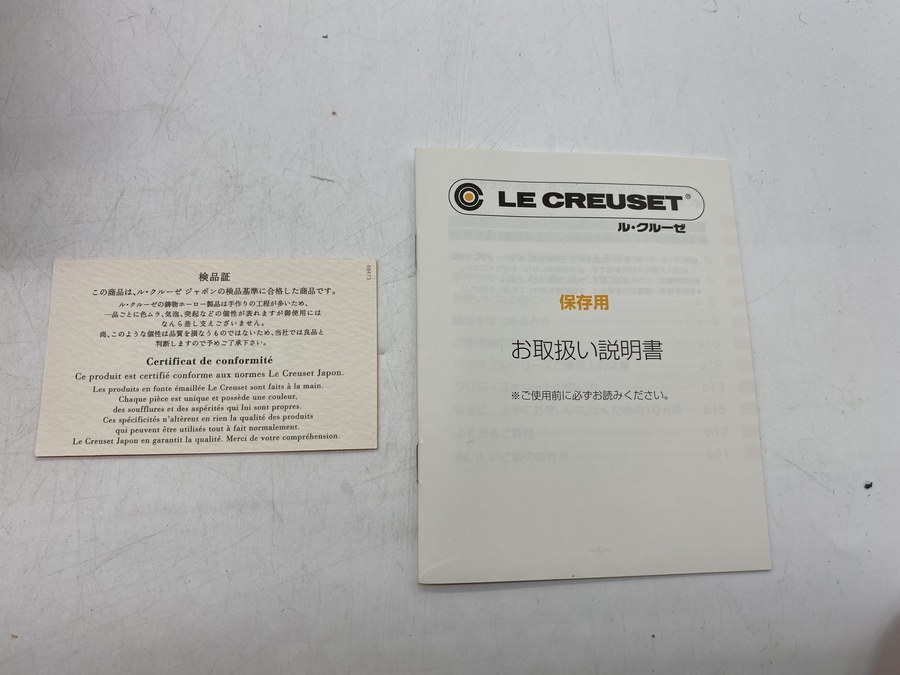 検品証
この商品は、ル・クルーゼ ジャポンの検品基準に合格した商品です。
ル・クルーゼの鋳物ホーロー製品は手作りの工程が多いため、
一品ごとに色ムラ、気泡、突起などの個性が表れますが御使用には
なんら差し支えございません。
尚、このような個性は品質を損なうものではないため、当社では良品と
判断しますので予めご了承下さい。
Certificat de conformité
Ce produit est certifié conforme aux normes Le Creuset Japon.
Les produits en fonte émaillée Le Creuset sont faits à la main.
Chaque pièce est unique et possède une couleur,
des soufflures et des aspérités qui lui sont propres.
Ces spécificités n'altèrent en rien la qualité des produits
qui peuvent être utilisés tout à fait normalement.
Le Creuset Japon en garantit la qualité. Merci de votre compréhension.
LE CREUSET®
ル・クルーゼ
保存用
お取扱い説明書
※ご使用前に必ずお読みください。